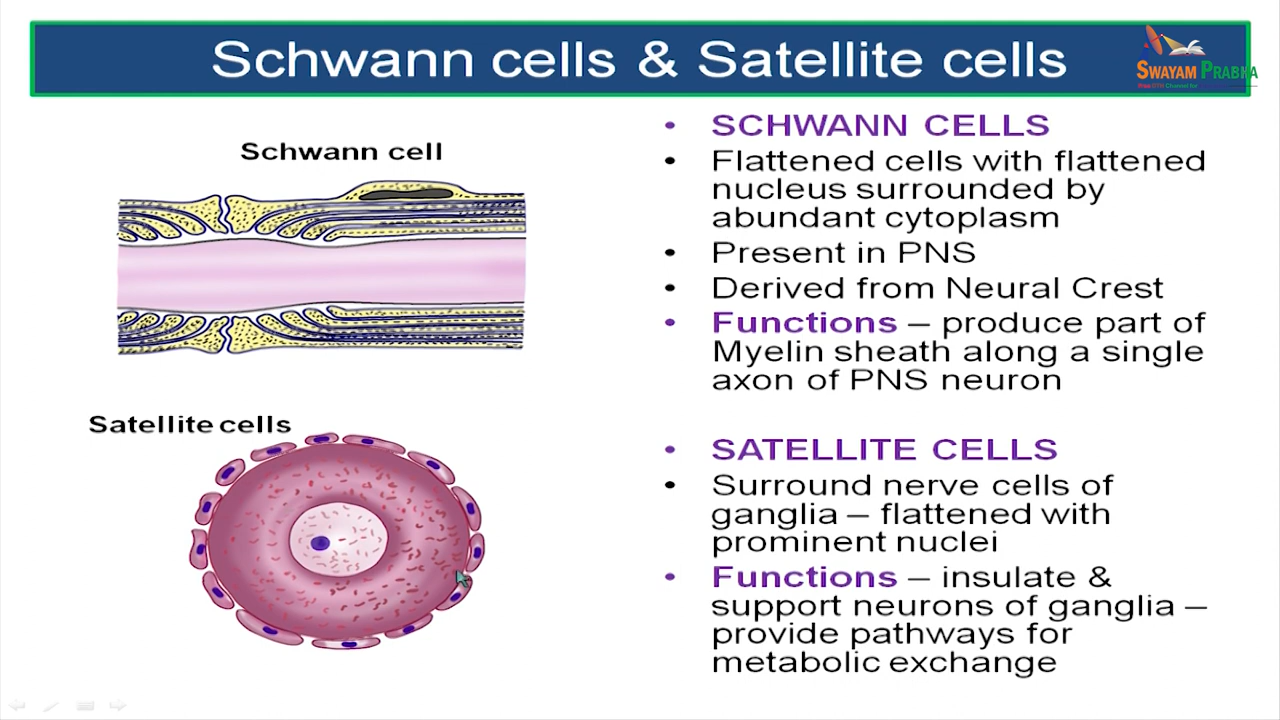 Schwann cells & Satellite cells
SWAYAM PRABHA
Schwann cell
Satellite cells
• SCHWANN CELLS
• Flattened cells with flattened
nucleus surrounded by
abundant cytoplasm
• Present in PNS
• Derived from Neural Crest
• Functions – produce part of
Myelin sheath along a single
axon of PNS neuron
• SATELLITE CELLS
• Surround nerve cells of
ganglia – flattened with
prominent nuclei
• Functions – insulate &
support neurons of ganglia –
provide pathways for
metabolic exchange